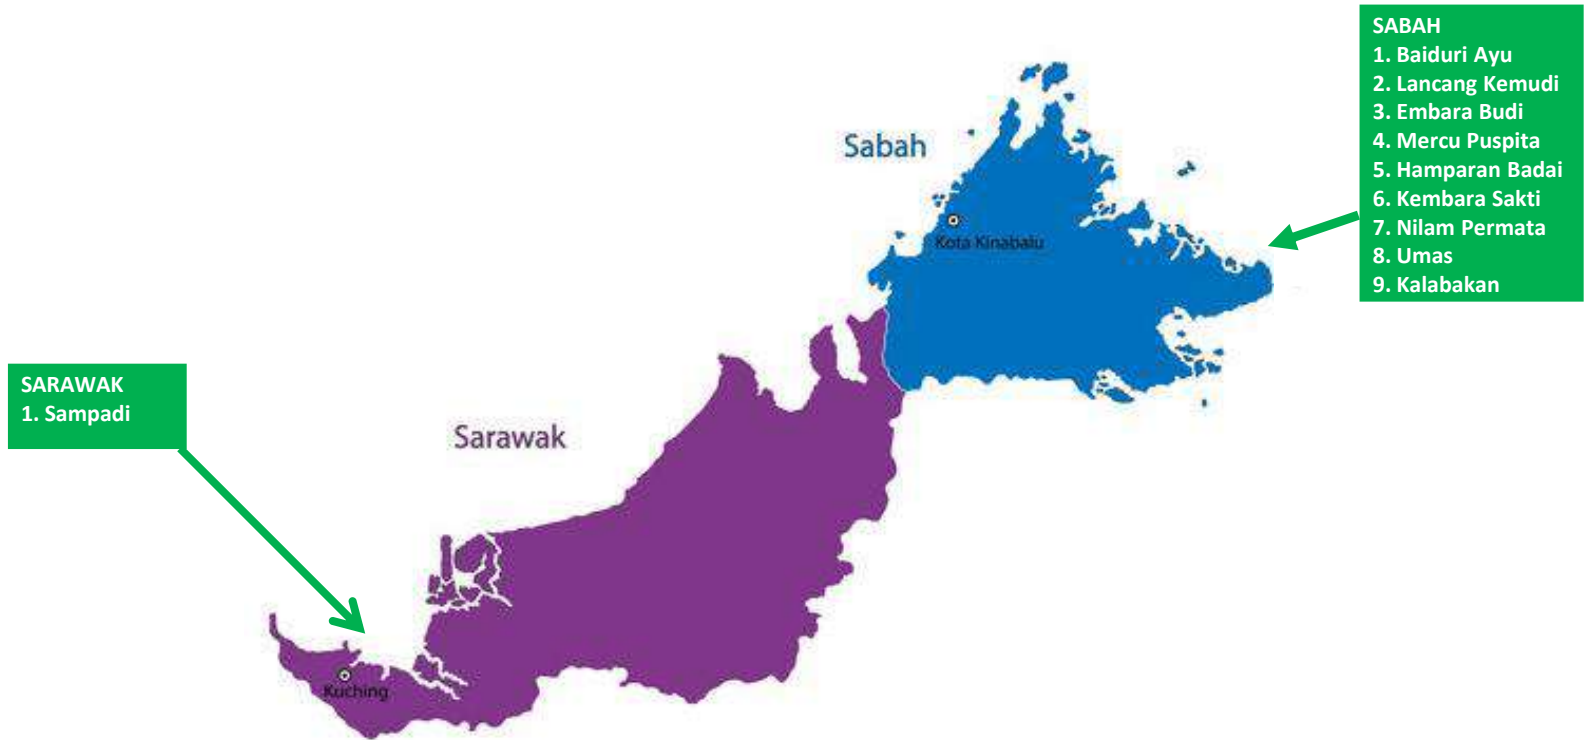 SABAH
1. Baiduri Ayu
2. Lancang Kemudi
3. Embara Budi
4. Mercu Puspita
5. Hamparan Badai
6. Kembara Sakti
7. Nilam Permata
8. Umas
9. Kalabakan
Sabah
Kota Kinabalu
SARAWAK
1. Sampadi
Sarawak
Kuching